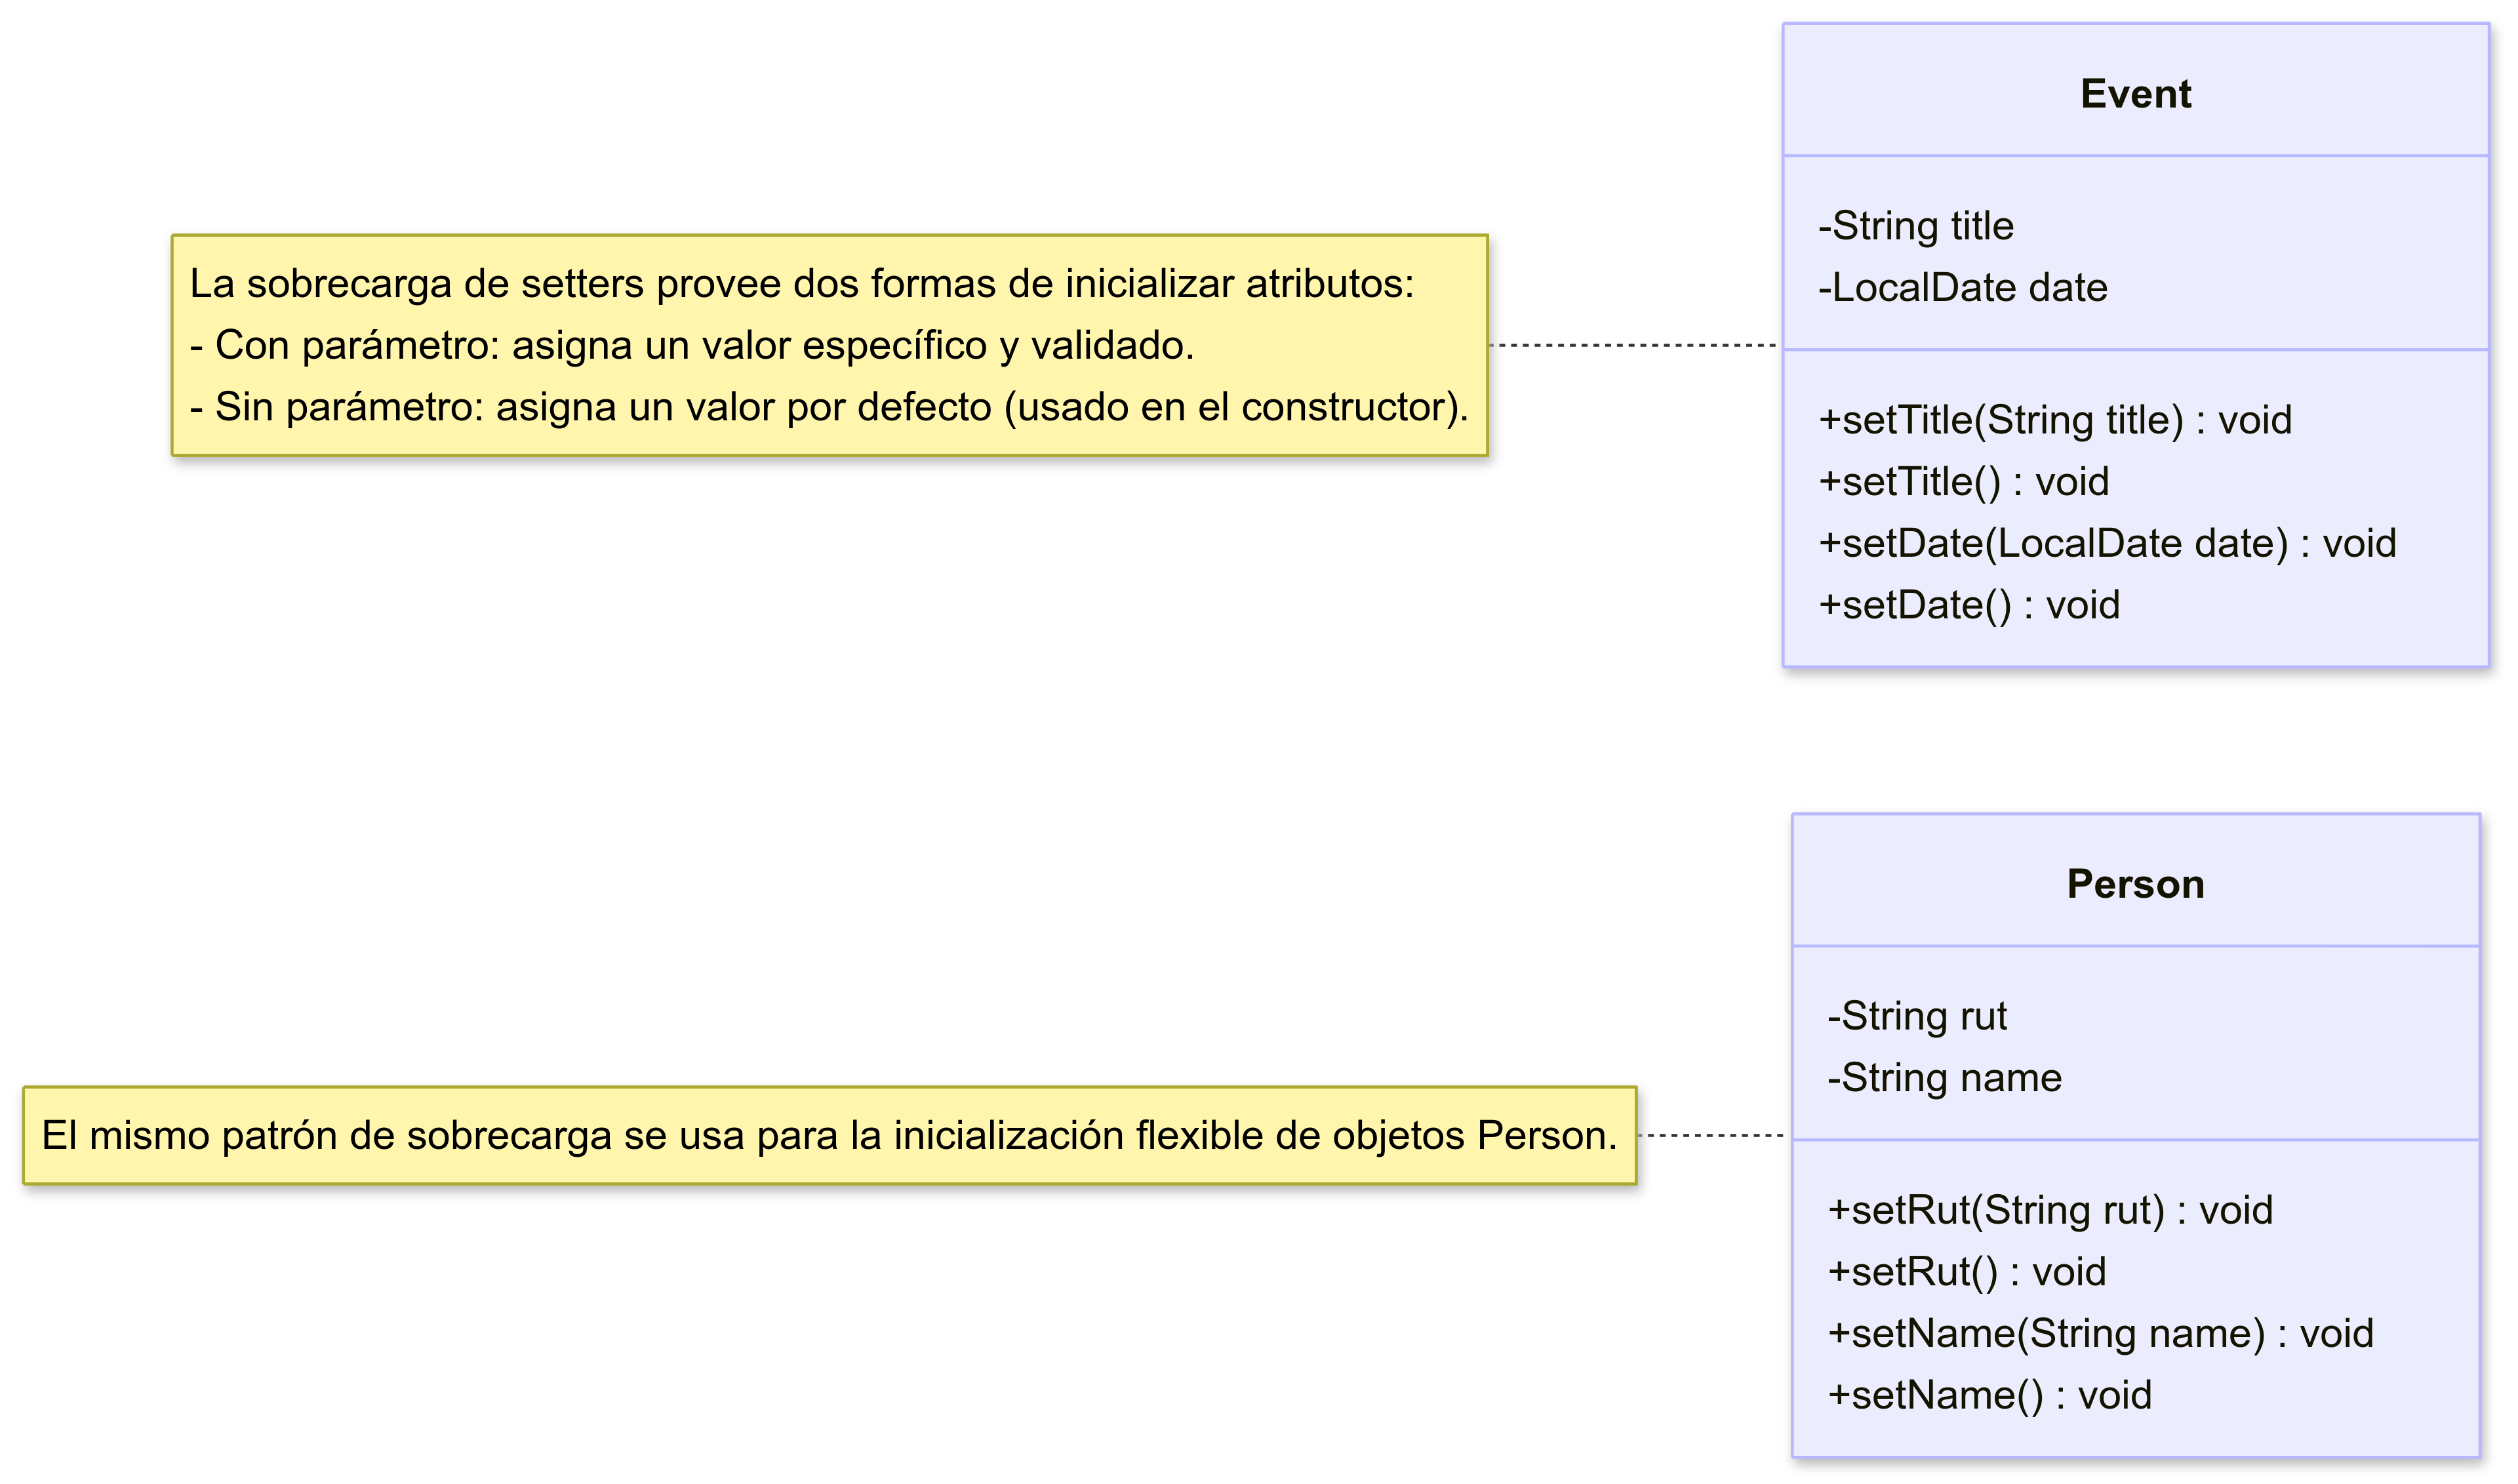 Event
-String title
-LocalDate date
+setTitle(String title) : void
+setTitle() : void
+setDate(LocalDate date) : void
+setDate() : void
La sobrecarga de setters provee dos formas de inicializar atributos:
- Con parámetro: asigna un valor específico y validado.
- Sin parámetro: asigna un valor por defecto (usado en el constructor).
Person
-String rut
-String name
+setRut(String rut) : void
+setRut() : void
+setName(String name) : void
+setName() : void
El mismo patrón de sobrecarga se usa para la inicialización flexible de objetos Person.